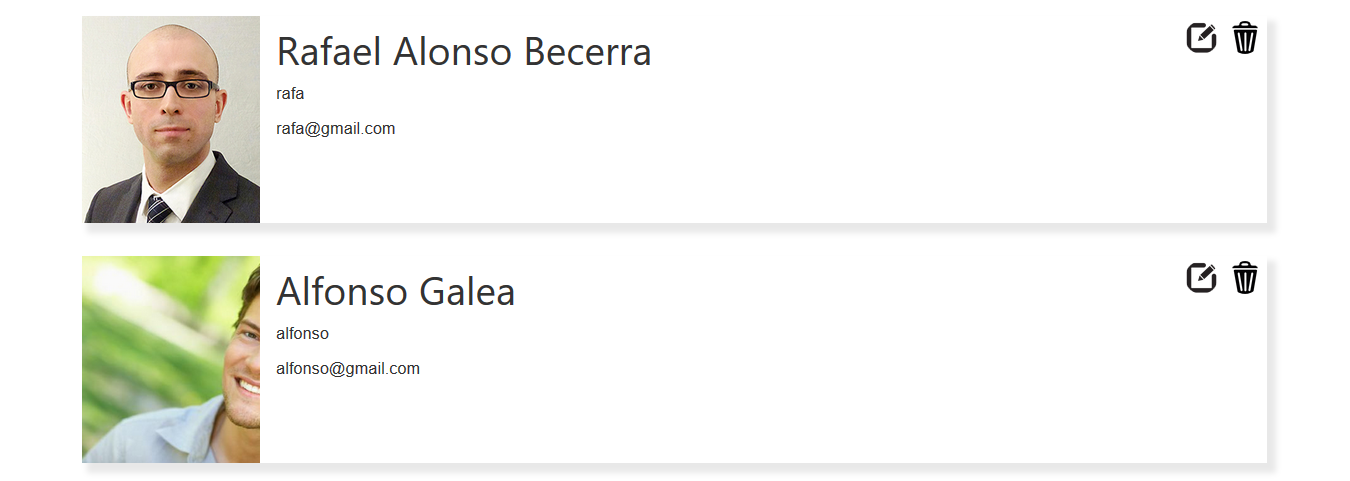 Rafael Alonso Becerra
rafa
rafa@gmail.com
Alfonso Galea
alfonso
alfonso@gmail.com